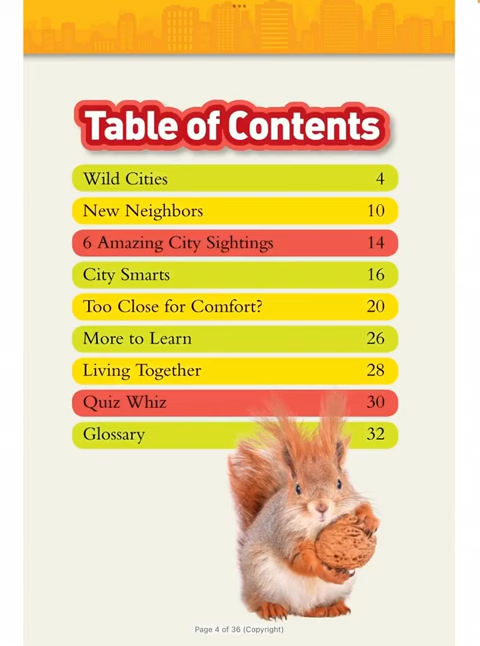 Table of Contents
Wild Cities 4
New Neighbors 10
6 Amazing City Sightings 14
City Smarts 16
Too Close for Comfort? 20
More to Learn 26
Living Together 28
Quiz Whiz 30
Glossary 32
Page 4 of 36 (Copyright)